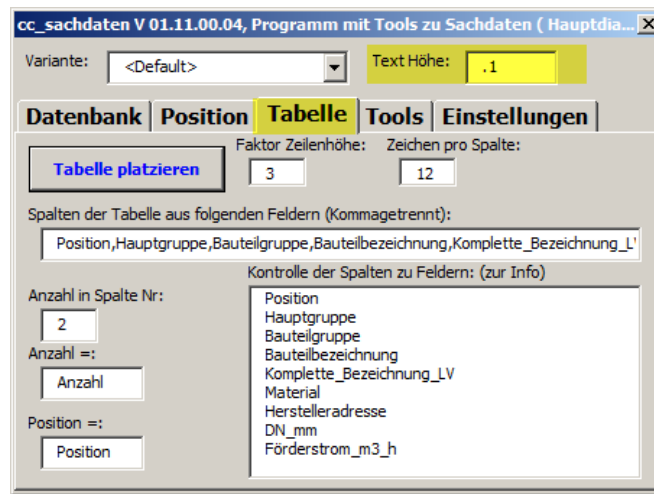 cc_sachdaten V 01.11.00.04, Programm mit Tools zu Sachdaten ( Hauptdia...
Variante: <Default> Text Höhe: .1
Datenbank Position Tabelle Tools Einstellungen
Faktor Zeilenhöhe: Zeichen pro Spalte:
Tabelle platzieren 3 12
Spalten der Tabelle aus folgenden Feldern (Kommagetrennt):
Position,Hauptgruppe,Bauteilgruppe,Bauteilbezeichnung,Komplette_Bezeichnung_L
Kontrolle der Spalten zu Feldern: (zur Info)
Anzahl in Spalte Nr:
2
Anzahl =:
Anzahl
Position =:
Position
Position
Hauptgruppe
Bauteilgruppe
Bauteilbezeichnung
Komplette_Bezeichnung_LV
Material
Herstelleradresse
DN_mm
Förderstrom_m3_h